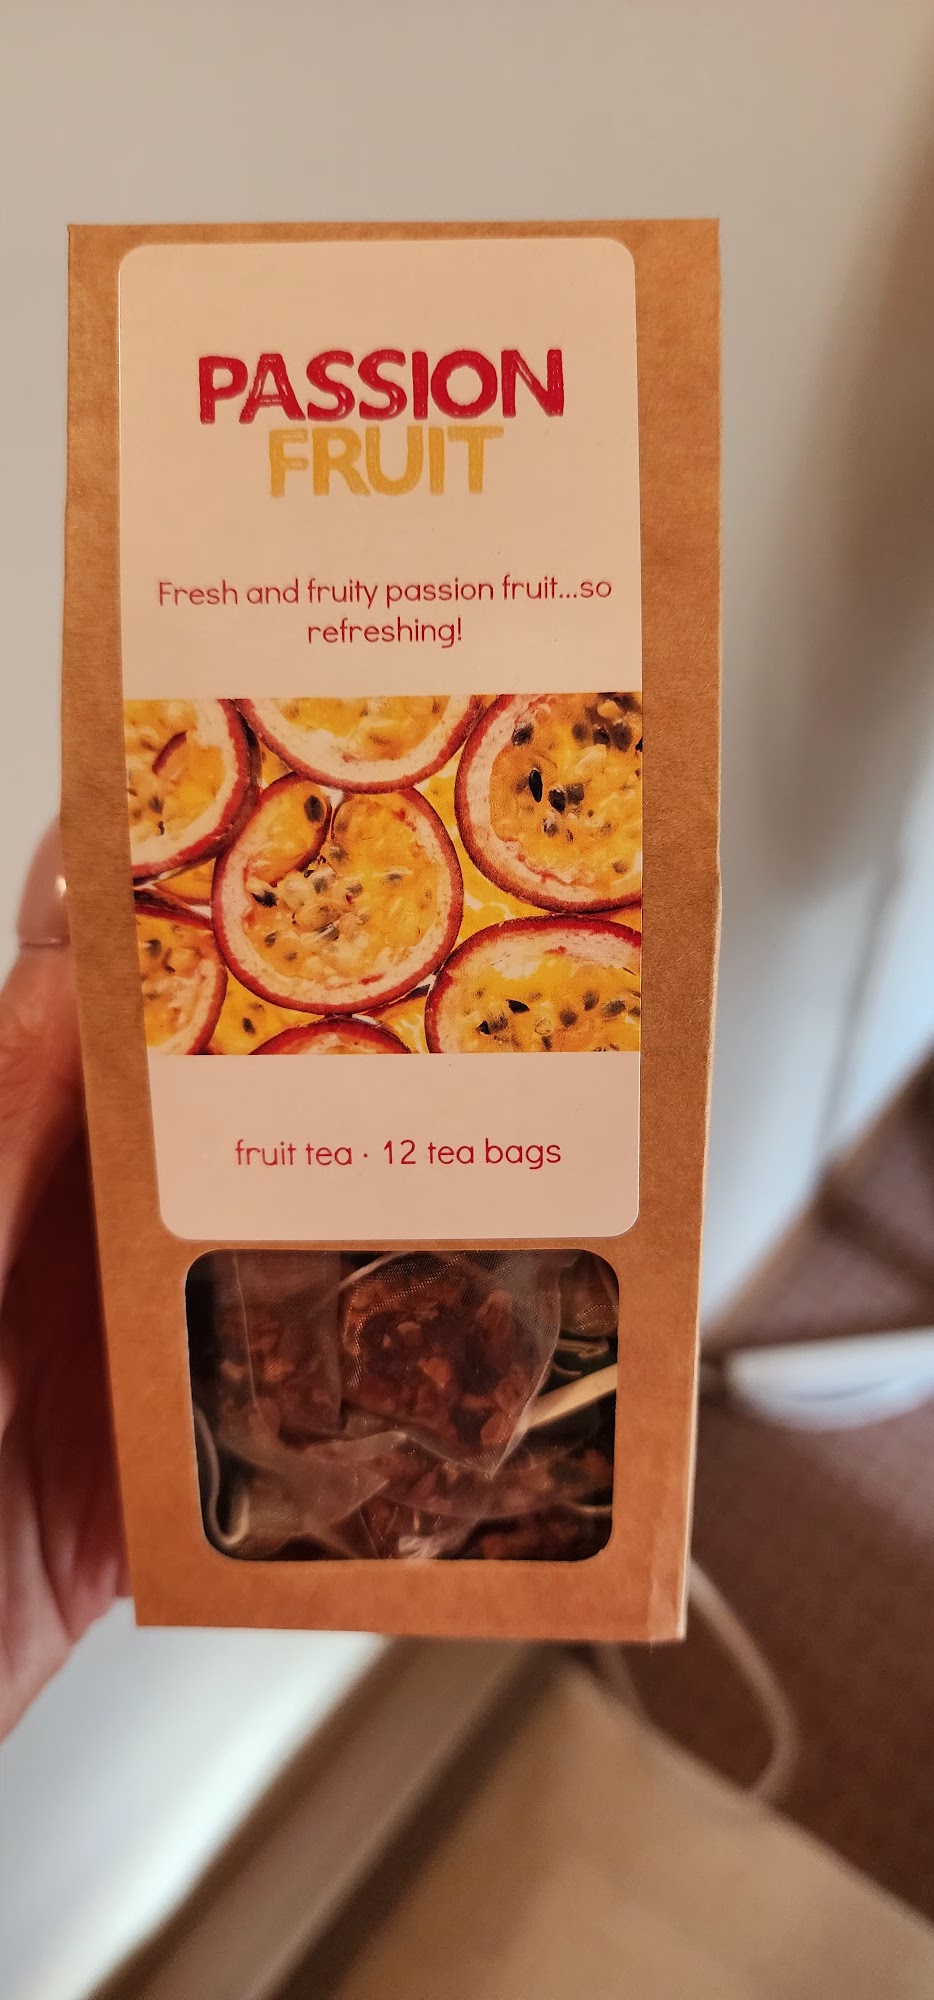 PASSION
FRUIT
Fresh and fruity passion fruit...so
refreshing!
fruit tea · 12 tea bags